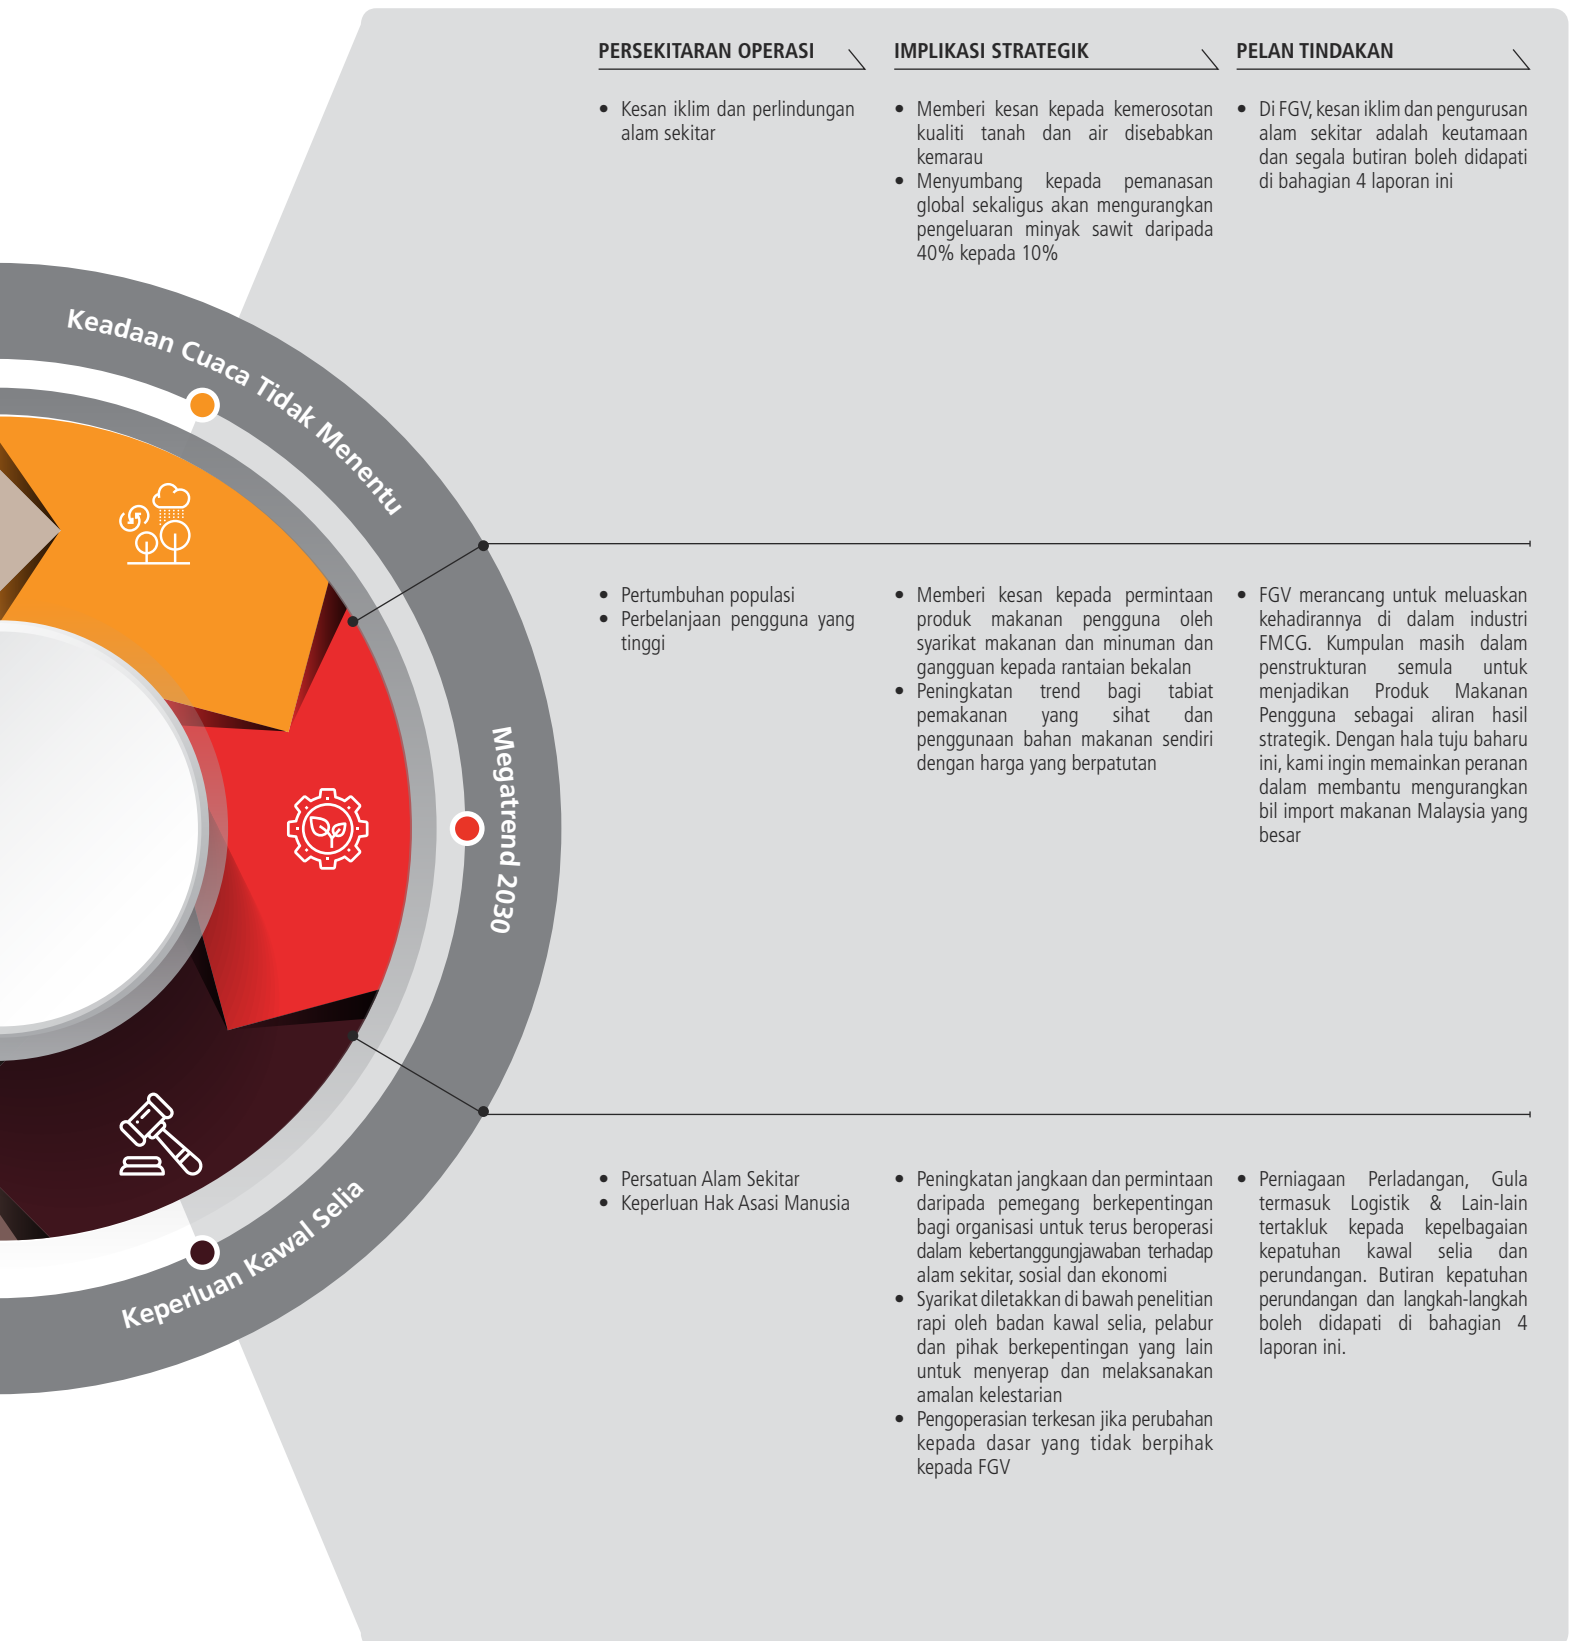 PERSEKITARAN OPERASI
IMPLIKASI STRATEGIK
PELAN TINDAKAN
Keadaan Cuaca Tidak Menentu
• Kesan iklim dan perlindungan
alam sekitar
• Memberi kesan kepada kemerosotan
kualiti tanah dan air disebabkan
kemarau
• Menyumbang kepada pemanasan
global sekaligus akan mengurangkan
pengeluaran minyak sawit daripada
40% kepada 10%
• Di FGV, kesan iklim dan pengurusan
alam sekitar adalah keutamaan
dan segala butiran boleh didapati
di bahagian 4 laporan ini
Megatrend 2030
• Pertumbuhan populasi
• Perbelanjaan pengguna yang
tinggi
• Memberi kesan kepada permintaan
produk makanan pengguna oleh
syarikat makanan dan minuman dan
gangguan kepada rantaian bekalan
• Peningkatan trend bagi tabiat
pemakanan yang sihat dan
penggunaan bahan makanan sendiri
dengan harga yang berpatutan
• FGV merancang untuk meluaskan
kehadirannya di dalam industri
FMCG. Kumpulan masih dalam
penstrukturan semula untuk
menjadikan Produk Makanan
Pengguna sebagai aliran hasil
strategik. Dengan hala tuju baharu
ini, kami ingin memainkan peranan
dalam membantu mengurangkan
bil import makanan Malaysia yang
besar
Keperluan Kawal Selia
• Persatuan Alam Sekitar
• Keperluan Hak Asasi Manusia
• Peningkatan jangkaan dan permintaan
daripada pemegang berkepentingan
bagi organisasi untuk terus beroperasi
dalam kebertanggungjawaban terhadap
alam sekitar, sosial dan ekonomi
• Syarikat diletakkan di bawah penelitian
rapi oleh badan kawal selia, pelabur
dan pihak berkepentingan yang lain
untuk menyerap dan melaksanakan
amalan kelestarian
• Pengoperasian terkesan jika perubahan
kepada dasar yang tidak berpihak
kepada FGV
• Perniagaan Perladangan, Gula
termasuk Logistik & Lain-lain
tertakluk kepada kepelbagaian
kepatuhan kawal selia dan
perundangan. Butiran kepatuhan
perundangan dan langkah-langkah
boleh didapati di bahagian 4
laporan ini.